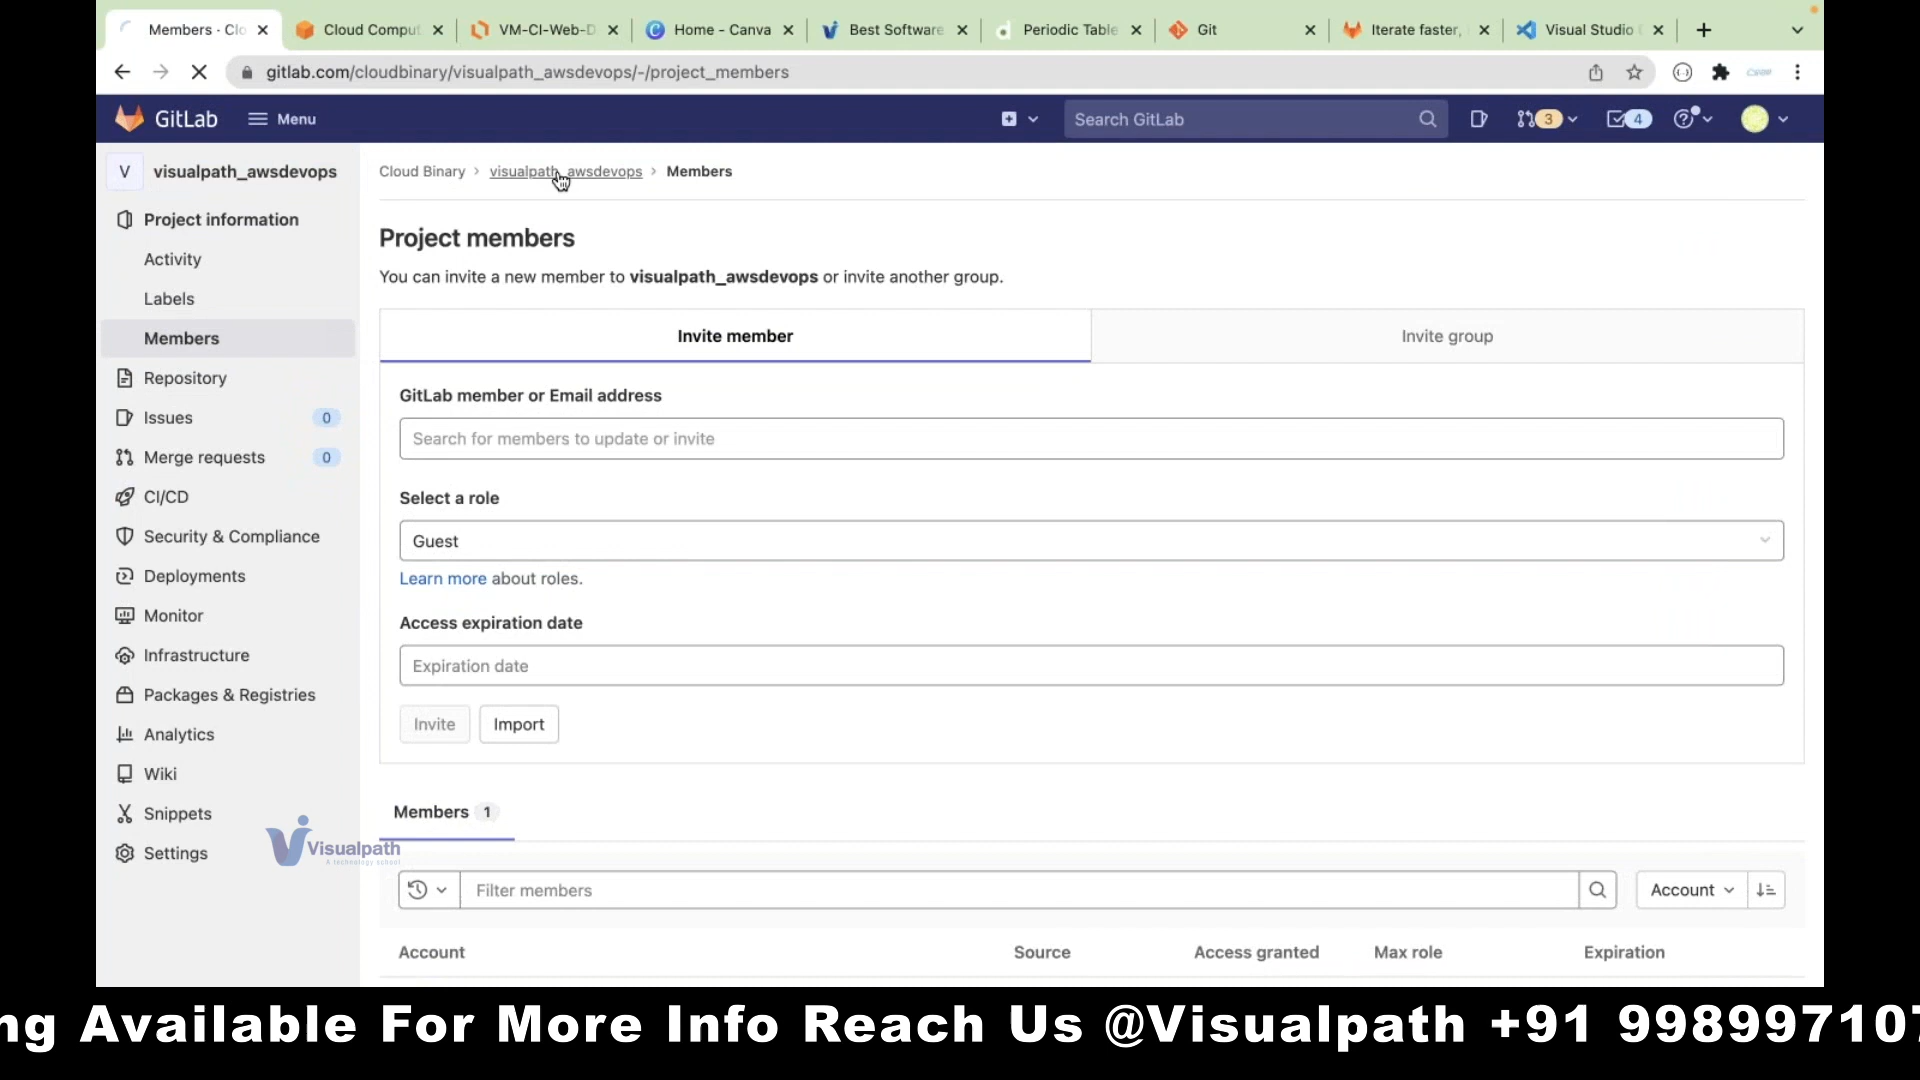 Members · Clo
Cloud Comput
VM-CI-Web-D
Home - Canva
Best Software
Periodic Table
Git
Iterate faster,
Visual Studio
gitlab.com/cloudbinary/visualpath_awsdevops/-/project_members
GitLab
Menu
Search GitLab
3
4
V visualpath_awsdevops
Project information
Activity
Labels
Members
Repository
Issues 0
Merge requests 0
CI/CD
Security & Compliance
Deployments
Monitor
Infrastructure
Packages & Registries
Analytics
Wiki
Snippets
Settings
Cloud Binary › visualpath_awsdevops › Members
Project members
You can invite a new member to visualpath_awsdevops or invite another group.
Invite member
Invite group
GitLab member or Email address
Search for members to update or invite
Select a role
Guest
Learn more about roles.
Access expiration date
Expiration date
Invite
Import
Members 1
Filter members
Account
Account
Source
Access granted
Max role
Expiration
Visualpath
A technology school
ng Available For More Info Reach Us @Visualpath +91 998997107